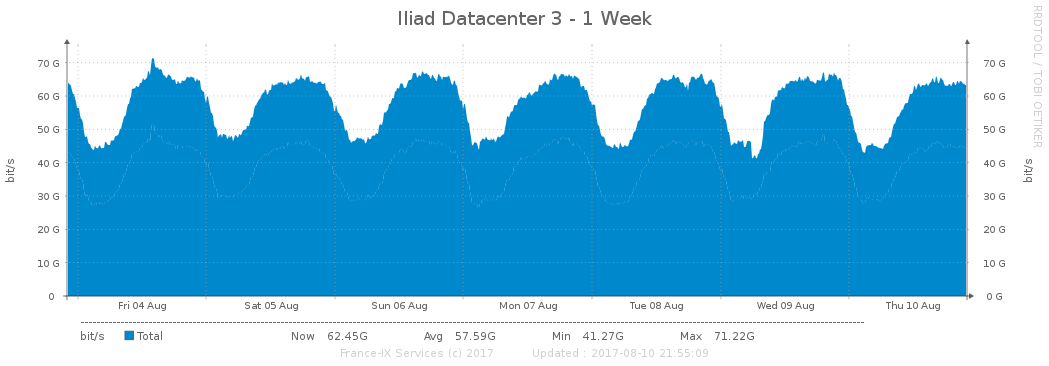 Iliad Datacenter 3 - 1 Week
RRDTOOL / TOBI OETIKER
70 G 70 G
60 G 60 G
50 G 50 G
40 G 40 G
30 G 30 G
20 G 20 G
10 G 10 G
0 0 G
bit/s bit/s
Fri 04 Aug Sat 05 Aug Sun 06 Aug Mon 07 Aug Tue 08 Aug Wed 09 Aug Thu 10 Aug
bit/s Total Now 62.45G Avg 57.59G Min 41.27G Max 71.22G
France-IX Services (c) 2017 Updated : 2017-08-10 21:55:09